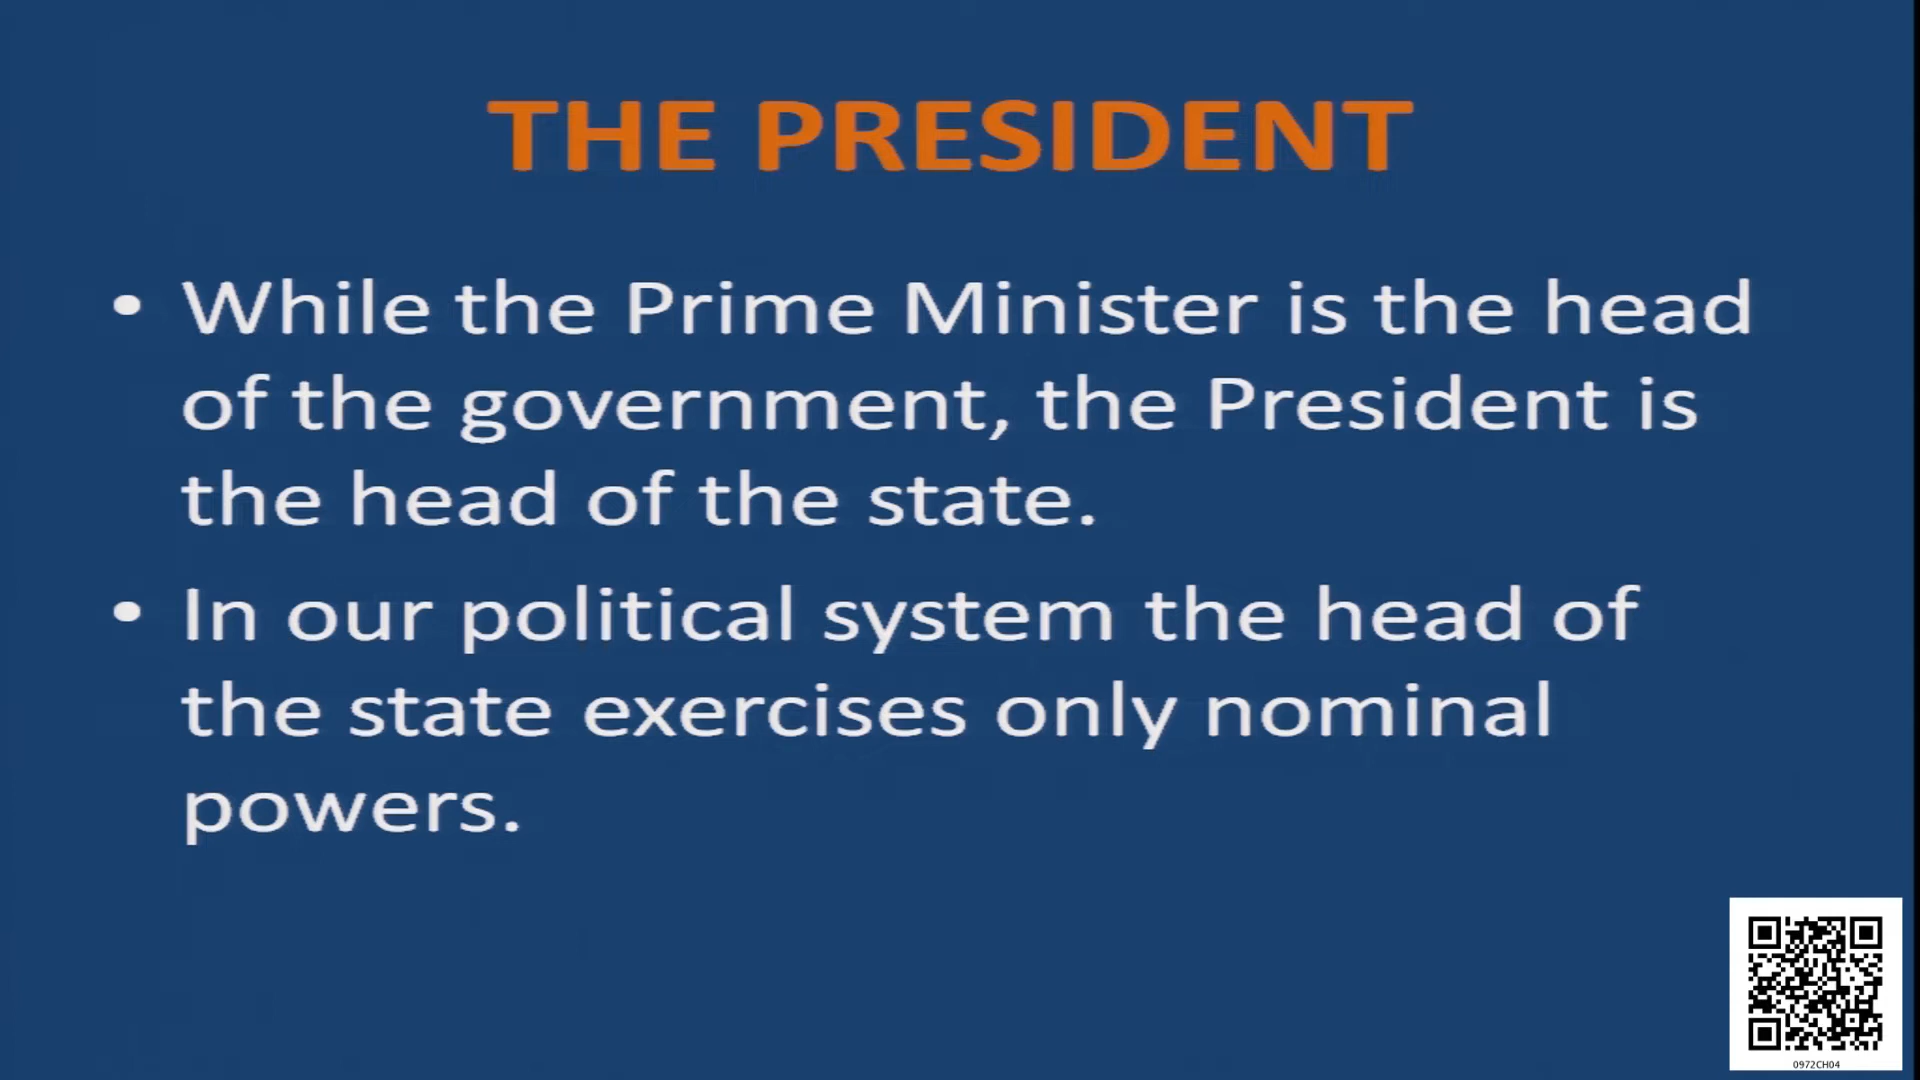 THE PRESIDENT
• While the Prime Minister is the head
of the government, the President is
the head of the state.
• In our political system the head of
the state exercises only nominal
powers.
0972CH04